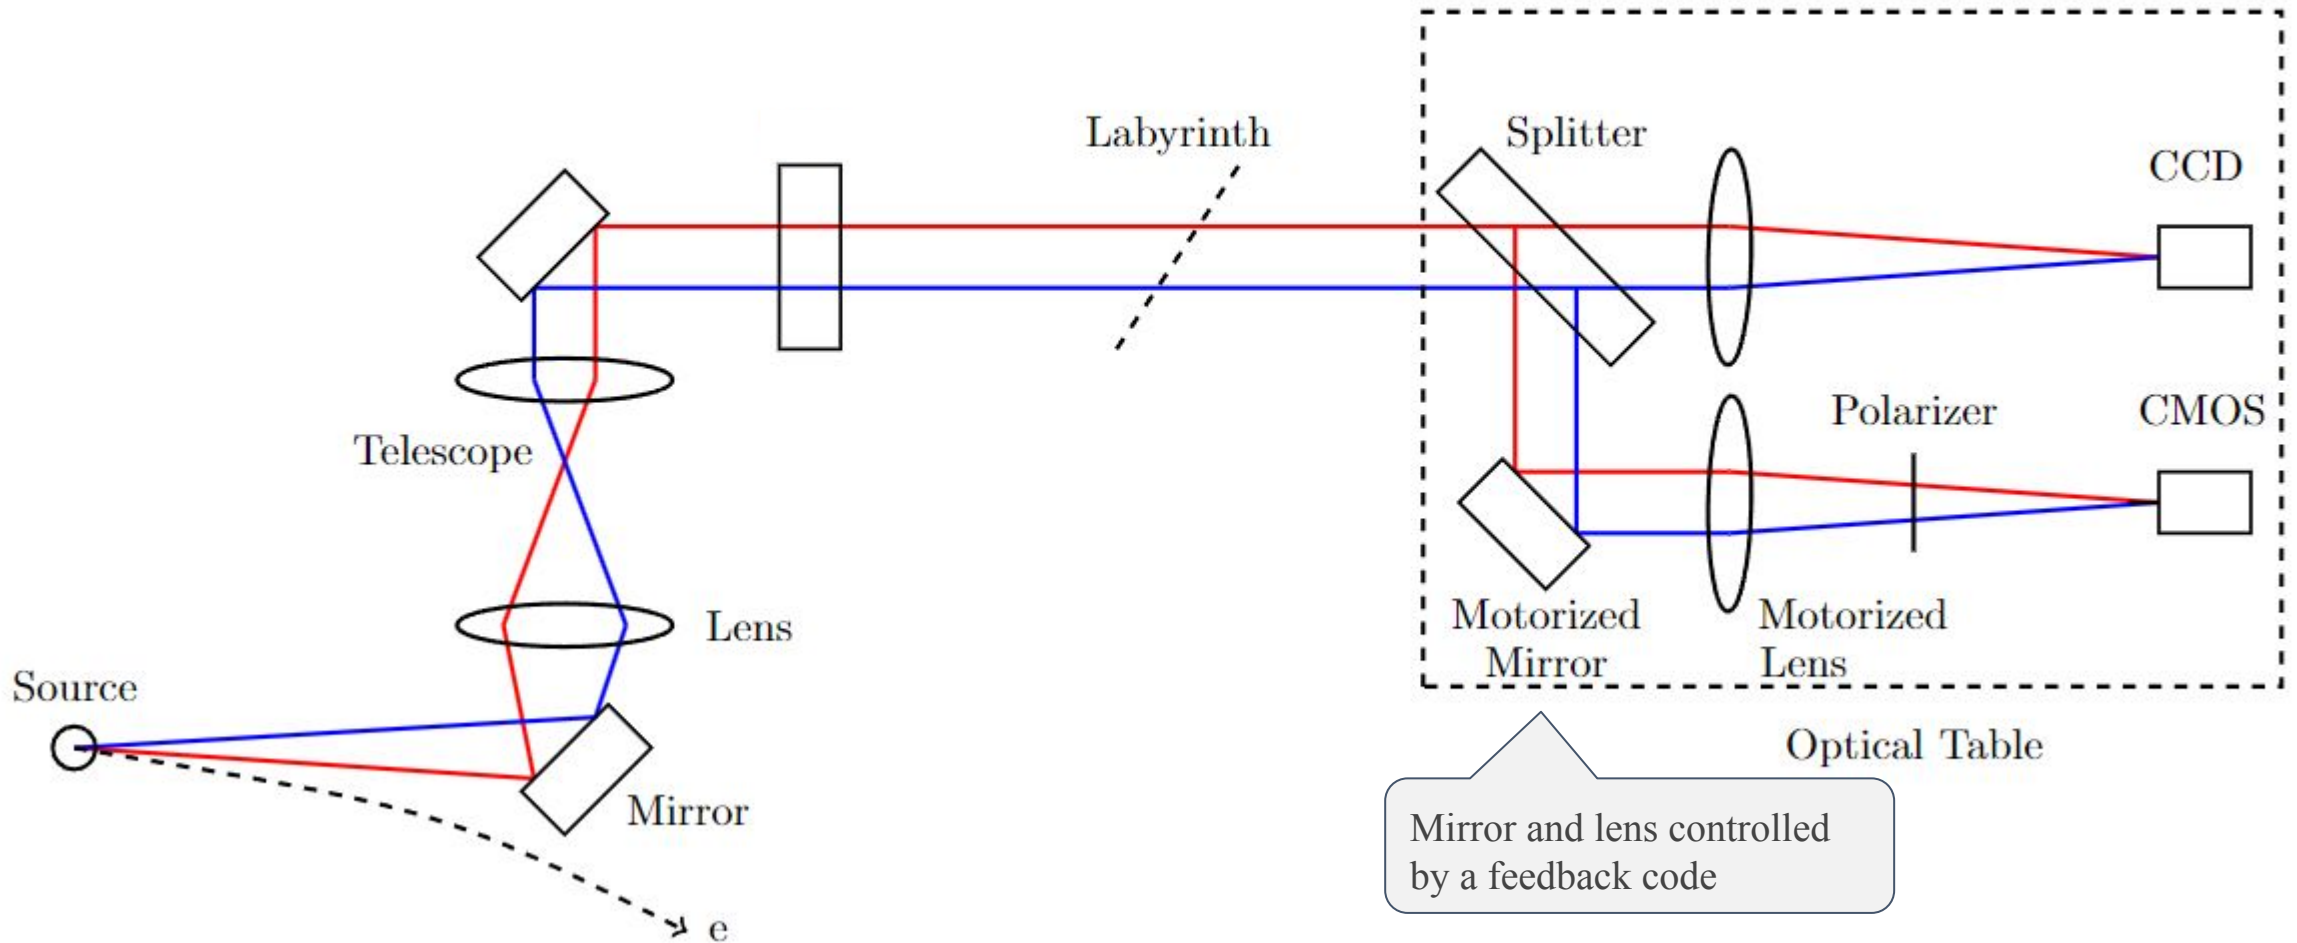 Labyrinth
Splitter
CCD
Telescope
Polarizer
CMOS
Lens
Motorized
Mirror
Motorized
Lens
Source
Mirror
Optical Table
Mirror and lens controlled
by a feedback code
e